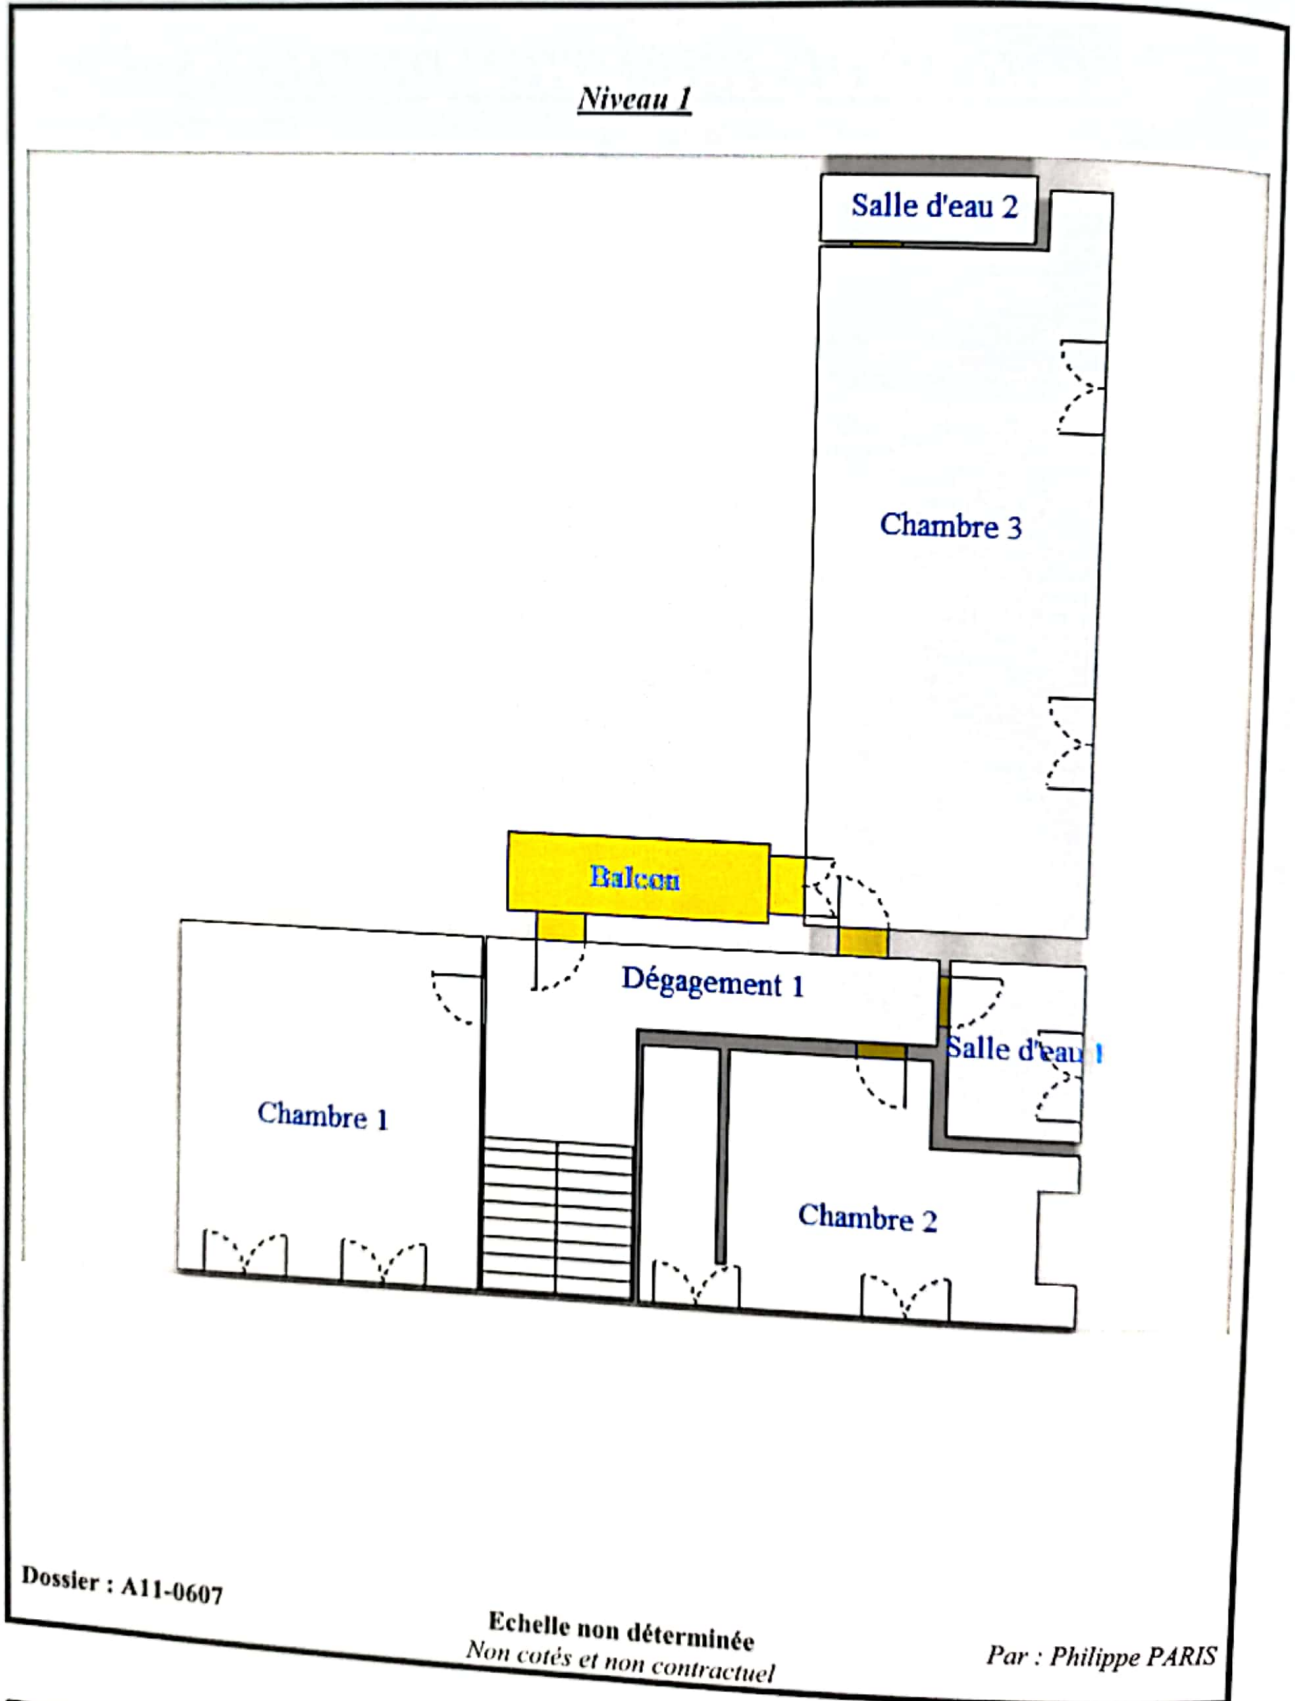 Niveau 1
Salle d'eau 2
Chambre 3
Balcon
Dégagement 1
Salle d'eau 1
Chambre 1
Chambre 2
Dossier : A11-0607
Echelle non déterminée
Non cotés et non contractuel
Par : Philippe PARIS